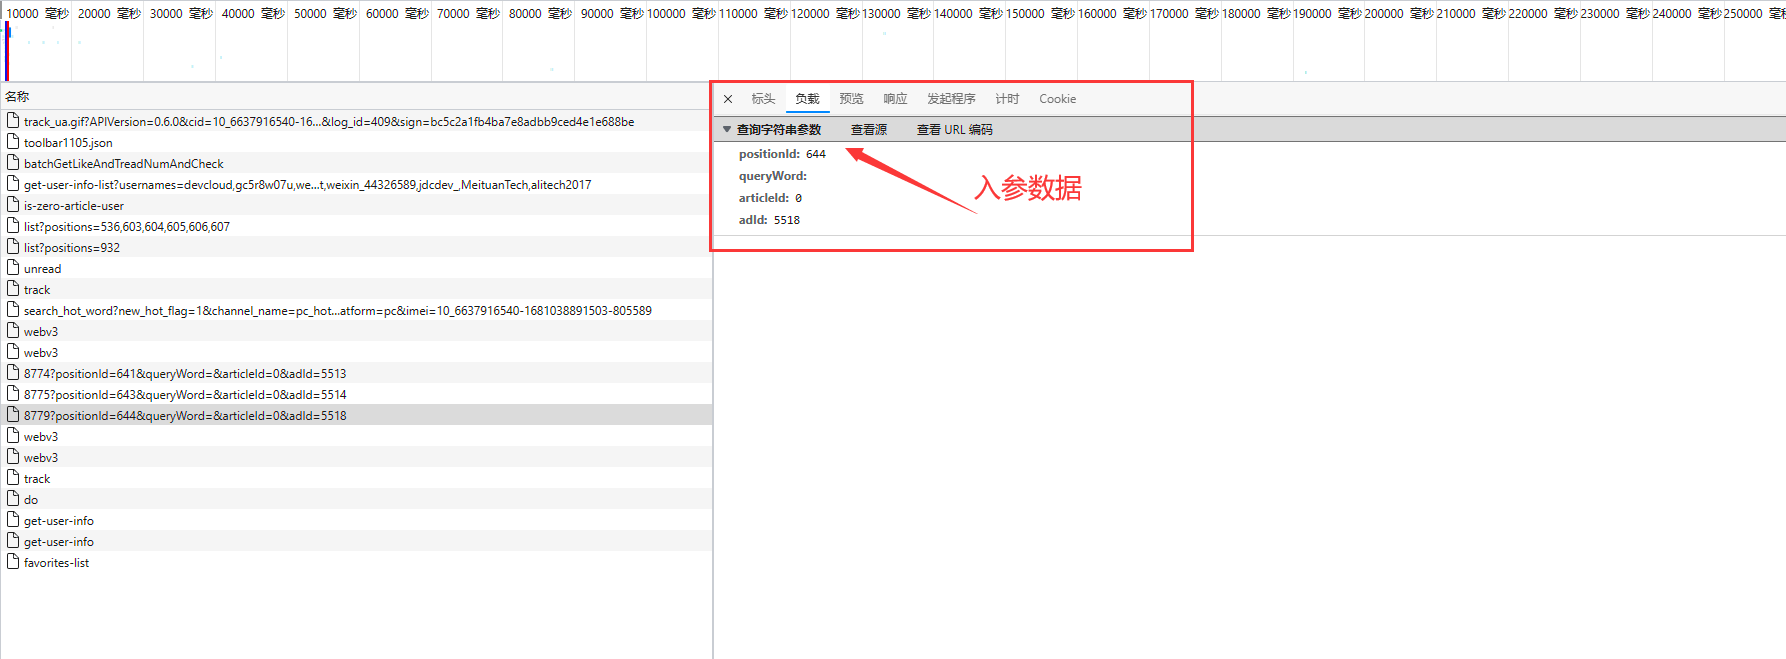 10000 毫秒 20000 毫秒 30000 毫秒 40000 毫秒 50000 毫秒 60000 毫秒 70000 毫秒 80000 毫秒 90000 毫秒 100000 毫秒 110000 毫秒 120000 毫秒 130000 毫秒 140000 毫秒 150000 毫秒 160000 毫秒 170000 毫秒 180000 毫秒 190000 毫秒 200000 毫秒 210000 毫秒 220000 毫秒 230000 毫秒 240000 毫秒 250000 毫
名称
track_ua.gif?APIVersion=0.6.0&cid=10_6637916540-16...&log_id=409&sign=bc5c2a1fb4ba7e8adbb9ced4e1e688be
toolbar1105.json
batchGetLikeAndTreadNumAndCheck
get-user-info-list?usernames=devcloud,gc5r8w07u,we...t,weixin_44326589,jdcdev_,MeituanTech,alitech2017
is-zero-article-user
list?positions=536,603,604,605,606,607
list?positions=932
unread
track
search_hot_word?new_hot_flag=1&channel_name=pc_hot...atform=pc&imei=10_6637916540-1681038891503-805589
webv3
webv3
8774?positionId=641&queryWord=&articleId=0&adId=5513
8775?positionId=643&queryWord=&articleId=0&adId=5514
8779?positionId=644&queryWord=&articleId=0&adId=5518
webv3
webv3
track
do
get-user-info
get-user-info
favorites-list
标头 负载 预览 响应 发起程序 计时 Cookie
查询字符串参数 查看源 查看 URL 编码
positionId: 644
queryWord:
articleId: 0
adId: 5518
入参数据